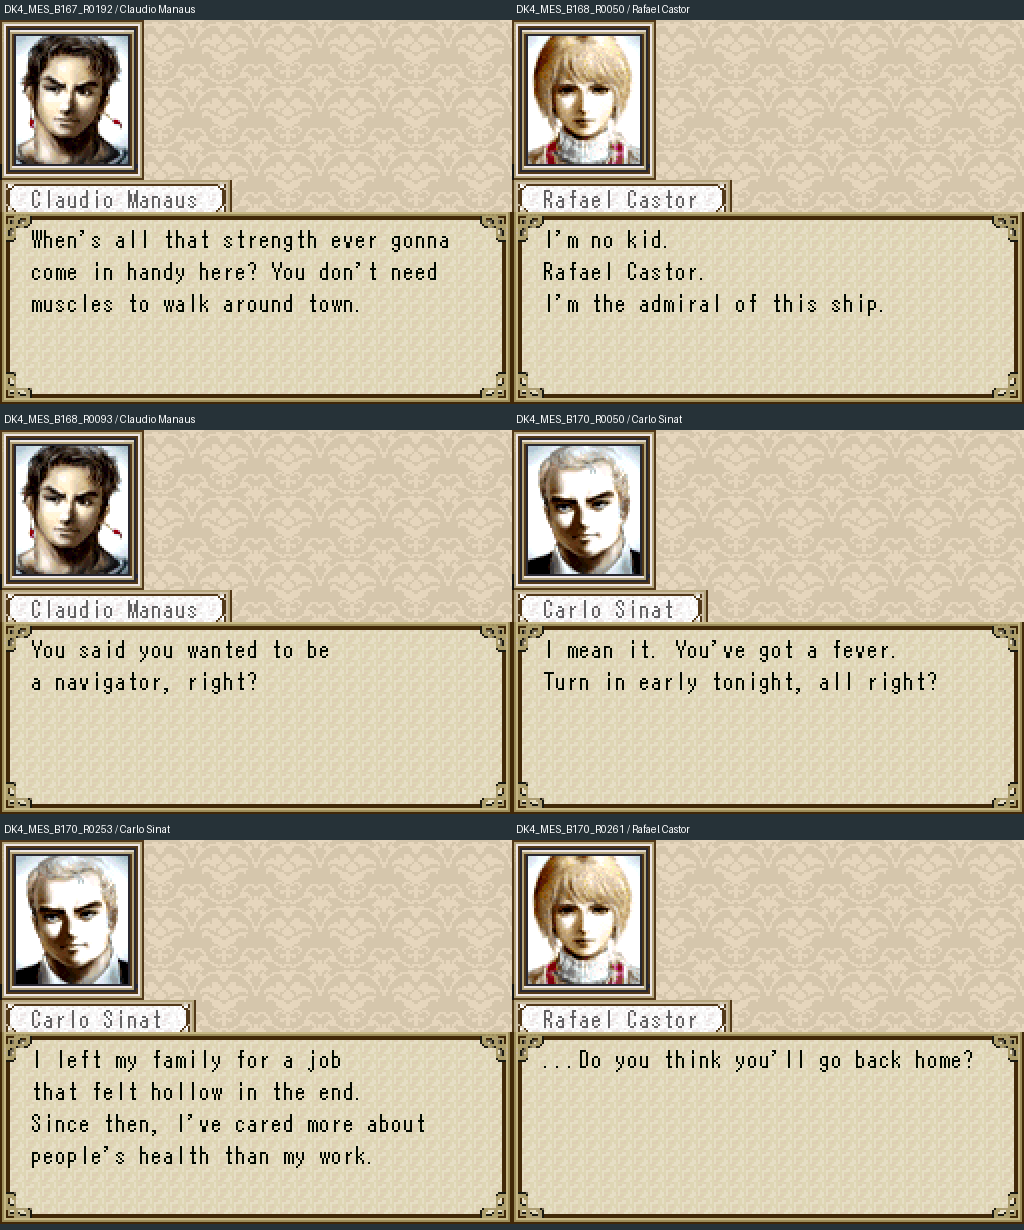 DK4_MES_B167_R0192 / Claudio Manaus
Claudio Manaus
When's all that strength ever gonna
come in handy here? You don't need
muscles to walk around town.
DK4_MES_B168_R0050 / Rafael Castor
Rafael Castor
I'm no kid.
Rafael Castor.
I'm the admiral of this ship.
DK4_MES_B168_R0093 / Claudio Manaus
Claudio Manaus
You said you wanted to be
a navigator, right?
DK4_MES_B170_R0050 / Carlo Sinat
Carlo Sinat
I mean it. You've got a fever.
Turn in early tonight, all right?
DK4_MES_B170_R0253 / Carlo Sinat
Carlo Sinat
I left my family for a job
that felt hollow in the end.
Since then, I've cared more about
people's health than my work.
DK4_MES_B170_R0261 / Rafael Castor
Rafael Castor
...Do you think you'll go back home?